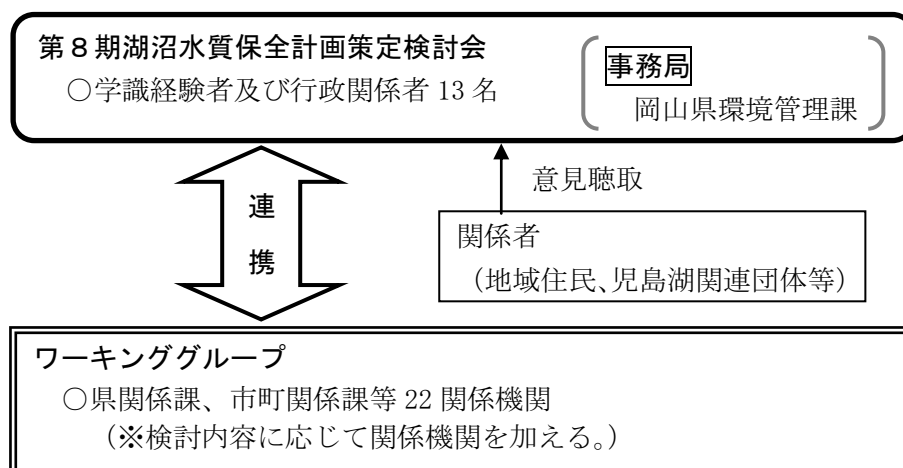 第8期湖沼水質保全計画策定検討会
○学識経験者及び行政関係者 13 名
事務局
岡山県環境管理課
連
携
意見聴取
関係者
（地域住民、児島湖関連団体等）
ワーキンググループ
○県関係課、市町関係課等 22 関係機関
（※検討内容に応じて関係機関を加える。）